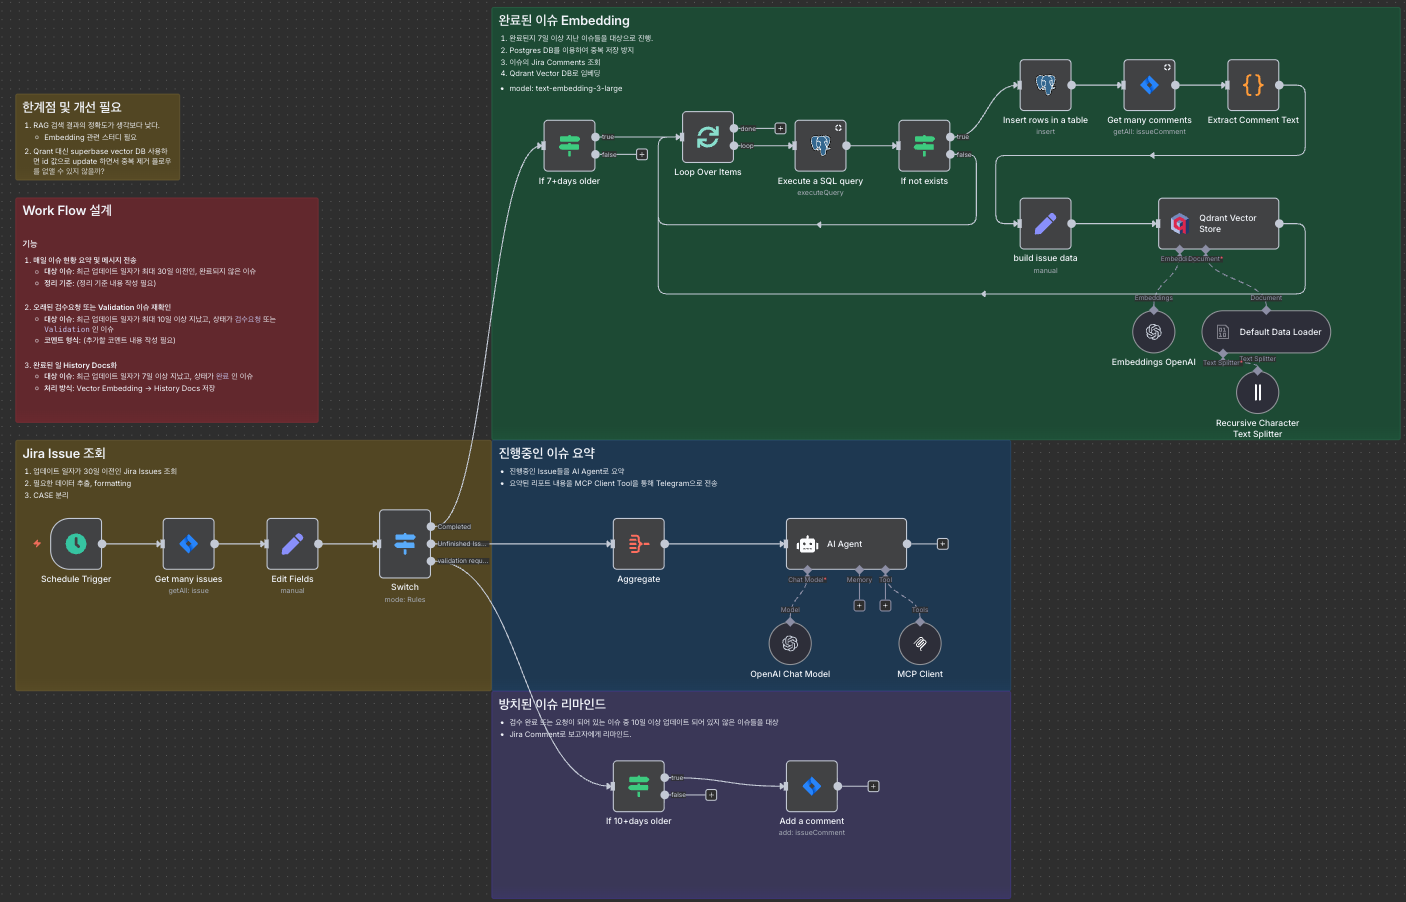 완료된 이슈 Embedding
1. 완료된지 7일 이상 지난 이슈들을 대상으로 진행.
2. Postgres DB를 이용하여 중복 저장 방지
3. 이슈의 Jira Comments 조회
4. Qdrant Vector DB로 임베딩
• model: text-embedding-3-large
If 7+days older
true
false
Loop Over Items
done
loop
Execute a SQL query
executeQuery
If not exists
true
false
Insert rows in a table
insert
Get many comments
getAll: issueComment
Extract Comment Text
build issue data
manual
Qdrant Vector
Store
Document*
Embeddings
Document
Embeddings OpenAI
Default Data Loader
Text Splitter*
Text Splitter
Recursive Character
Text Splitter
한계점 및 개선 필요
1. RAG 검색 결과의 정확도가 생각보다 낮다.
Embedding 관련 스터디 필요
2. Qrant 대신 superbase vector DB 사용하
면 id 값으로 update 하면서 중복 제거 플로우
를 없앨 수 있지 않을까?
Work Flow 설계
기능
1. 매일 이슈 현황 요약 및 메시지 전송
대상 이슈: 최근 업데이트 일자가 최대 30일 이전인, 완료되지 않은 이슈
정리 기준: (정리 기준 내용 작성 필요)
2. 오래된 검수요청 또는 Validation 이슈 재확인
대상 이슈: 최근 업데이트 일자가 최대 10일 이상 지났고, 상태가 검수요청 또는
Validation 인 이슈
코멘트 형식: (추가할 코멘트 내용 작성 필요)
3. 완료된 일 History Docs화
대상 이슈: 최근 업데이트 일자가 7일 이상 지났고, 상태가 완료 인 이슈
처리 방식: Vector Embedding → History Docs 저장
Jira Issue 조회
1. 업데이트 일자가 30일 이전인 Jira Issues 조회
2. 필요한 데이터 추출, formatting
3. CASE 분리
Schedule Trigger
Get many issues
getAll: issue
Edit Fields
manual
Switch
mode: Rules
Completed
Unfinished Iss...
validation requ...
진행중인 이슈 요약
• 진행중인 Issue들을 AI Agent로 요약
• 요약된 리포트 내용을 MCP Client Tool을 통해 Telegram으로 전송
Aggregate
AI Agent
Chat Model*
Memory
Tool
Model
Tools
OpenAI Chat Model
MCP Client
방치된 이슈 리마인드
• 검수 완료 또는 요청이 되어 있는 이슈 중 10일 이상 업데이트 되어 있지 않은 이슈들을 대상
• Jira Comment로 보고자에게 리마인드.
If 10+days older
true
false
Add a comment
add: issueComment